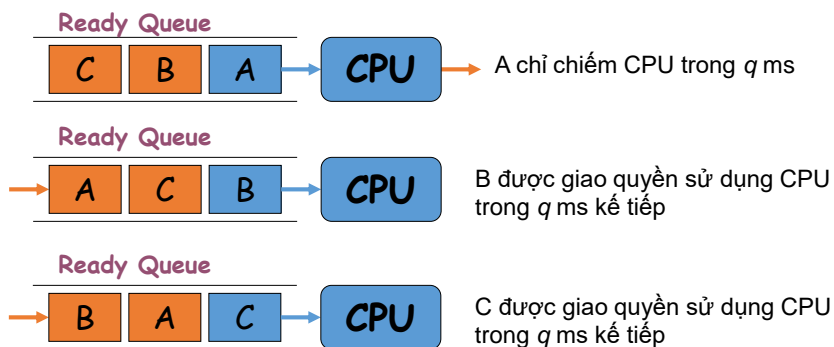 Ready Queue
C B A CPU A chỉ chiếm CPU trong q ms
Ready Queue
A C B CPU B được giao quyền sử dụng CPU
trong q ms kế tiếp
Ready Queue
B A C CPU C được giao quyền sử dụng CPU
trong q ms kế tiếp